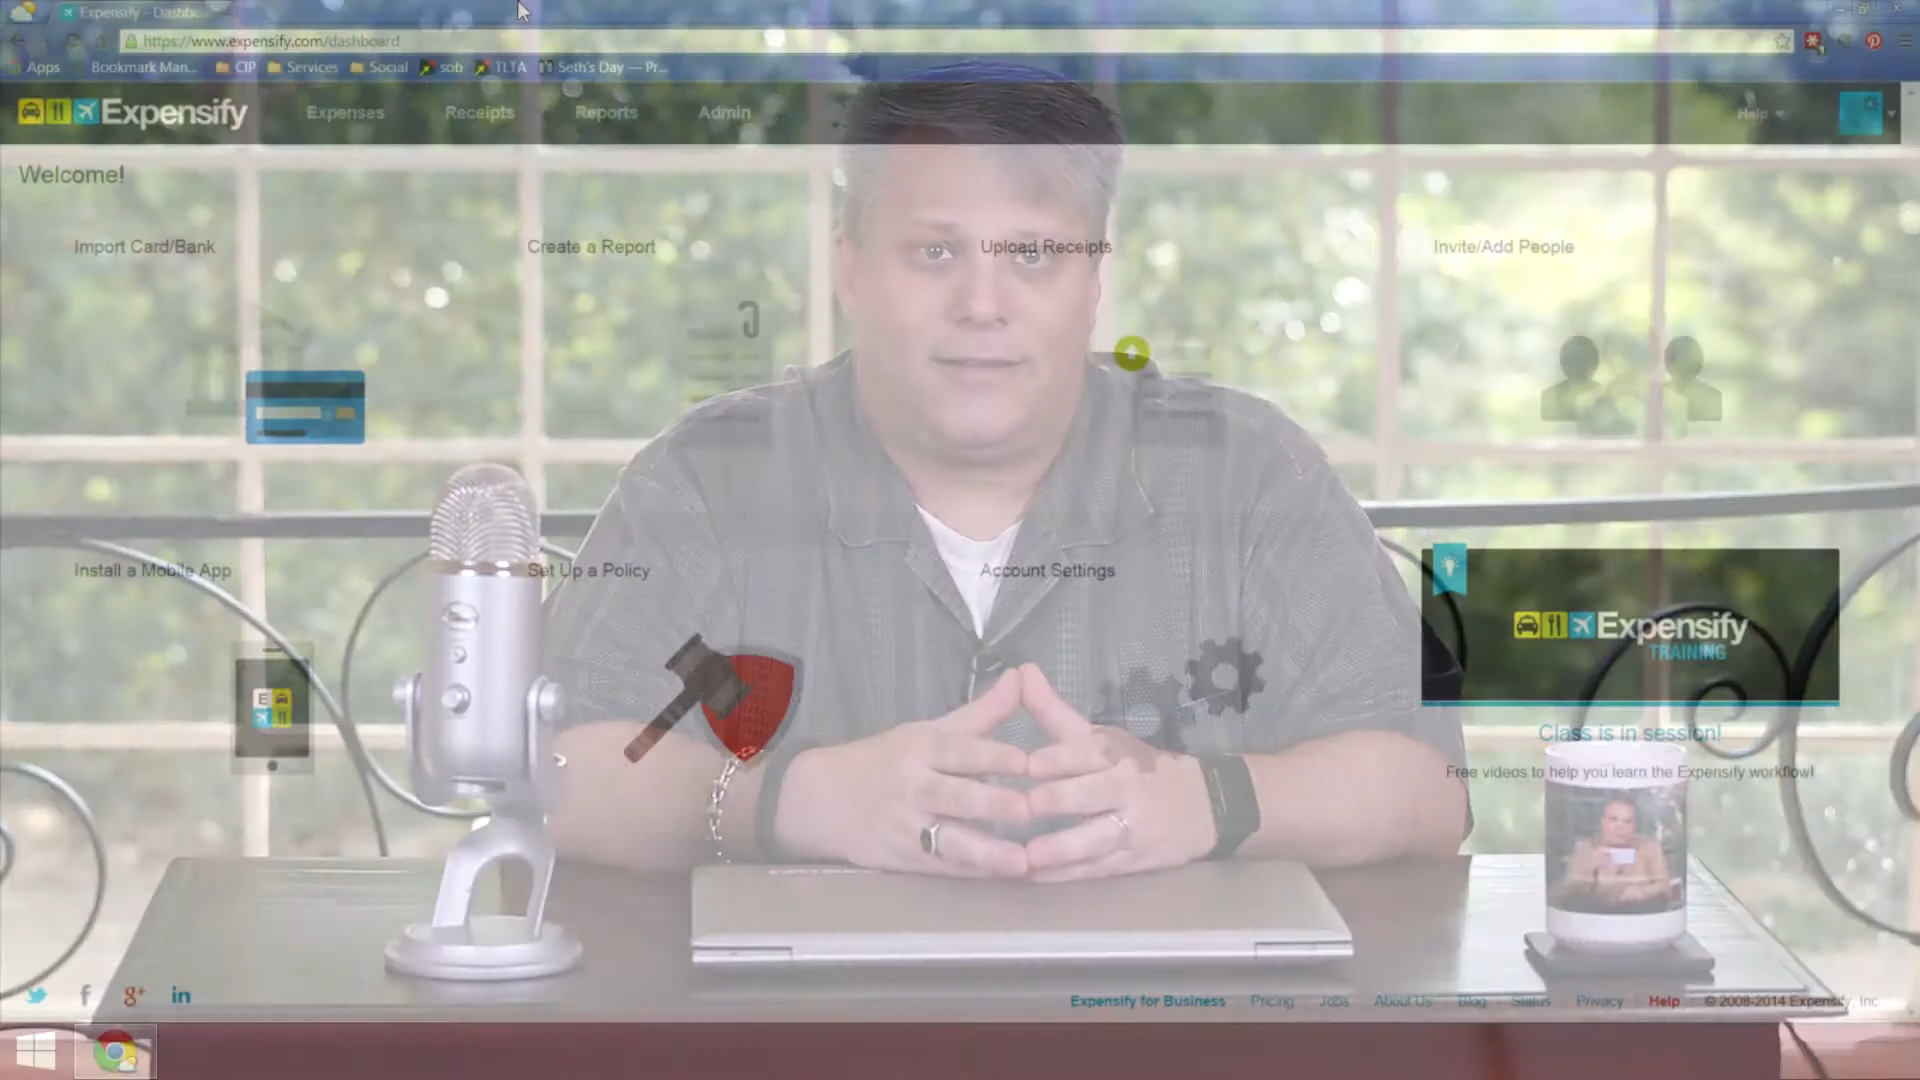 Expensify - Dashbo
https://www.expensify.com/dashboard
Apps Bookmark Man... CIP Services Social sob TLTA Seth's Day — Pr...
Expensify Expenses Receipts Reports Admin Help
Welcome!
Import Card/Bank Create a Report Upload Receipts Invite/Add People
Install a Mobile App Set Up a Policy Account Settings
E
Expensify
TRAINING
Class is in session!
Free videos to help you learn the Expensify workflow!
f g+ in
Expensify for Business Pricing Jobs About Us Blog Status Privacy Help © 2008-2014 Expensify, Inc